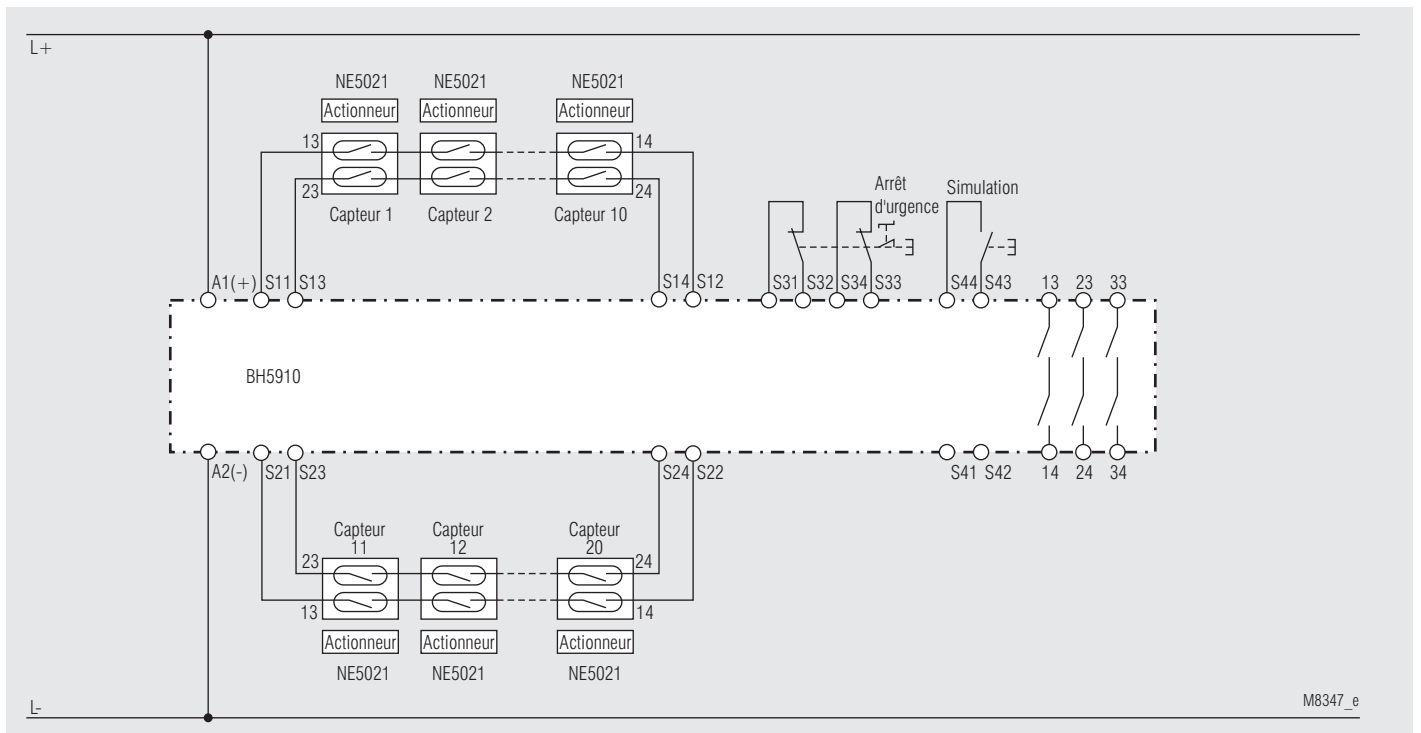 L+
NE5021 NE5021 NE5021
Actionneur Actionneur Actionneur
13 14
23 24
Capteur 1 Capteur 2 Capteur 10
Arrêt
d'urgence
Simulation
A1(+) S11 S13 S14 S12 S31 S32 S34 S33 S44 S43 13 23 33
BH5910
A2(-) S21 S23 S24 S22 S41 S42 14 24 34
Capteur
11
Capteur
12
Capteur
20
23 24
13 14
Actionneur Actionneur Actionneur
NE5021 NE5021 NE5021
L-
M8347_e